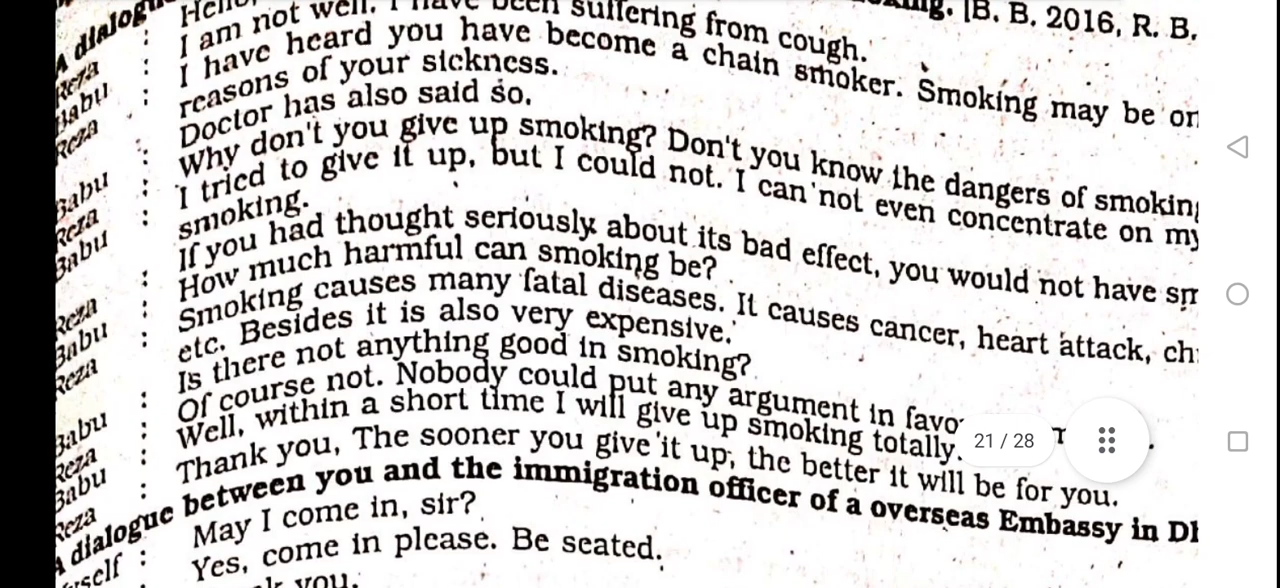 A dialogue king. [B. B. 2016, R. B.
Reza : Hello
Babu : I am not well. I have been suffering from cough.
Reza : I have heard you have become a chain smoker. Smoking may be on
reasons of your sickness.
Babu : Doctor has also said so.
Reza : Why don't you give up smoking? Don't you know the dangers of smoking
Babu : I tried to give it up, but I could not. I can not even concentrate on my
smoking.
Reza : If you had thought seriously about its bad effect, you would not have sm
Babu : How much harmful can smoking be?
Reza : Smoking causes many fatal diseases. It causes cancer, heart attack, ch
etc. Besides it is also very expensive.
Babu : Is there not anything good in smoking?
Reza : Of course not. Nobody could put any argument in favo
Babu : Well, within a short time I will give up smoking totally.
Reza : Thank you, The sooner you give it up, the better it will be for you.
A dialogue between you and the immigration officer of a overseas Embassy in Dh
Myself : May I come in, sir?
Yes, come in please. Be seated.
you.
21 / 28